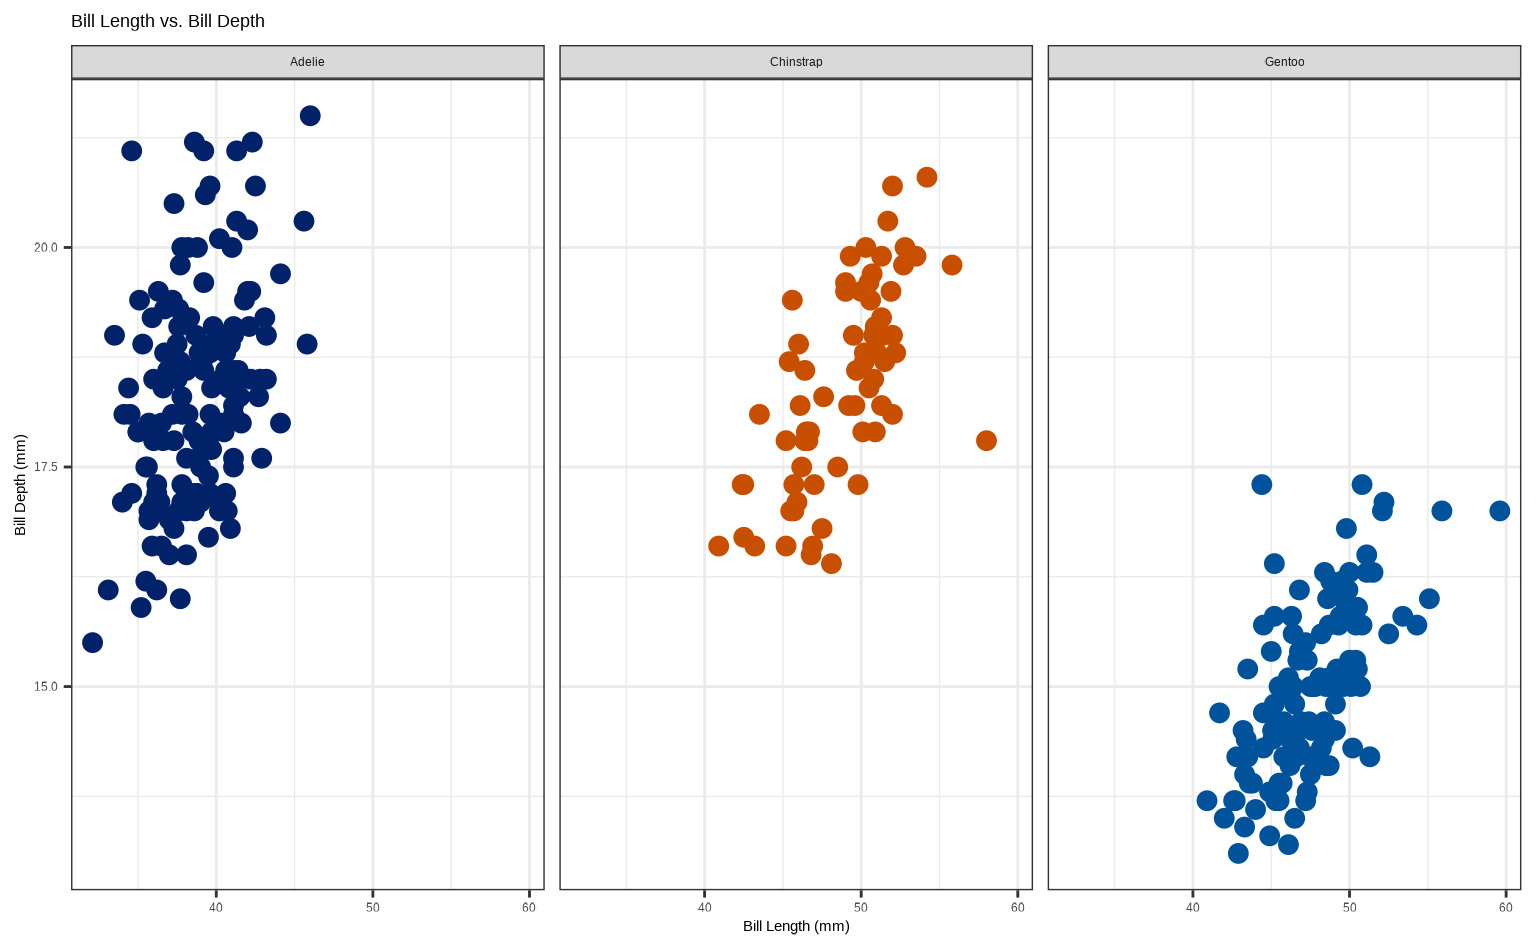 Bill Length vs. Bill Depth
Adelie Chinstrap Gentoo
20.0
17.5
15.0
Bill Depth (mm)
40 50 60 40 50 60 40 50 60
Bill Length (mm)